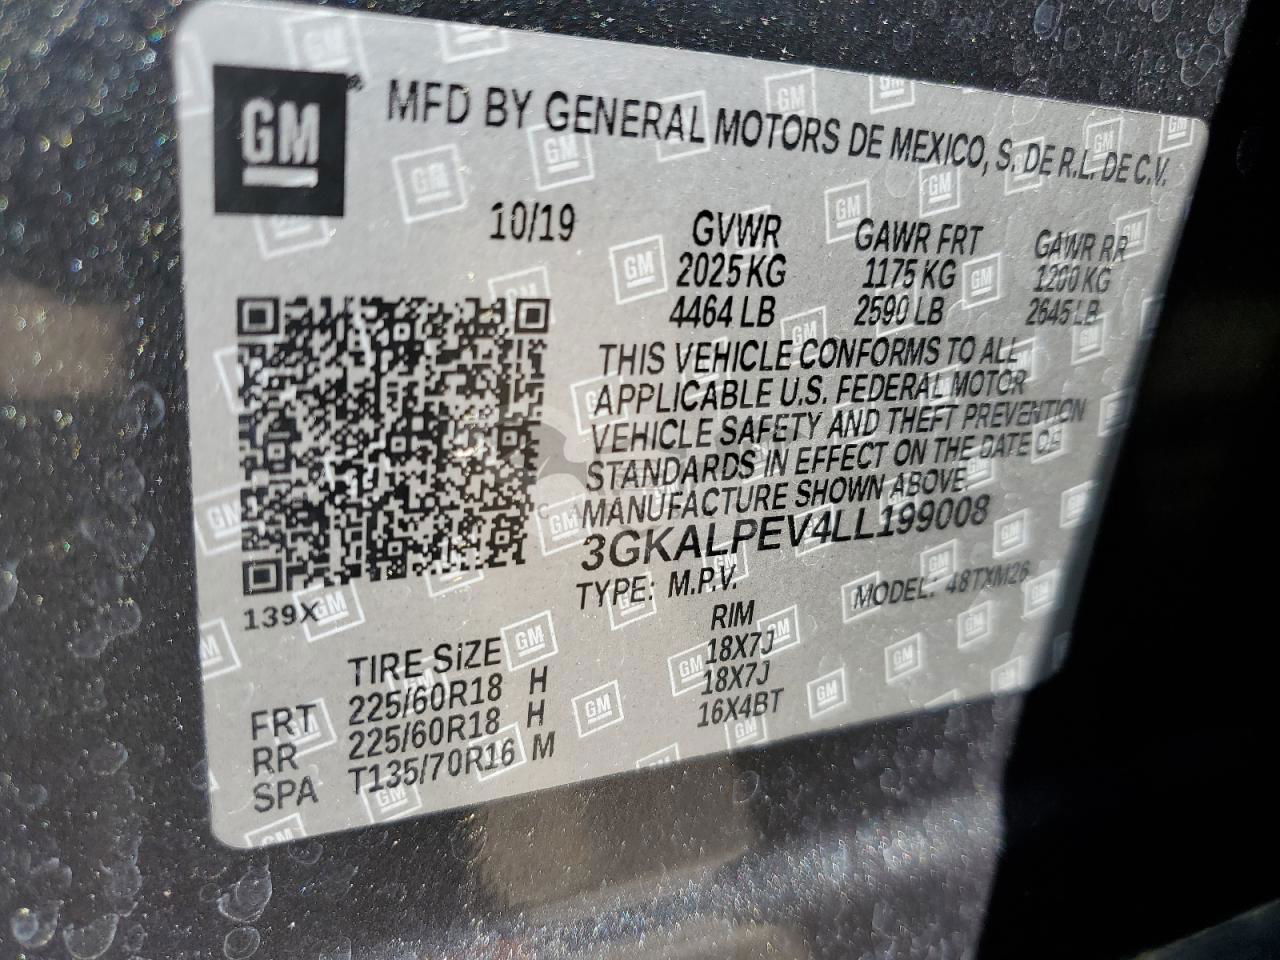 GM MFD BY GENERAL MOTORS DE MEXICO, S. DE R.L. DE C.V.
10/19 GVWR GAWR FRT GAWR RR
2025 KG 1175 KG 1200 KG
4464 LB 2590 LB 2645 LB
THIS VEHICLE CONFORMS TO ALL
APPLICABLE U.S. FEDERAL MOTOR
VEHICLE SAFETY AND THEFT PREVENTION
STANDARDS IN EFFECT ON THE DATE OF
MANUFACTURE SHOWN ABOVE.
3GKALPEV4LL199008
TYPE: M.P.V. MODEL: 48TXM26
139X
TIRE SIZE RIM
FRT 225/60R18 H 18X7J
RR 225/60R18 H 18X7J
SPA T135/70R16 M 16X4BT